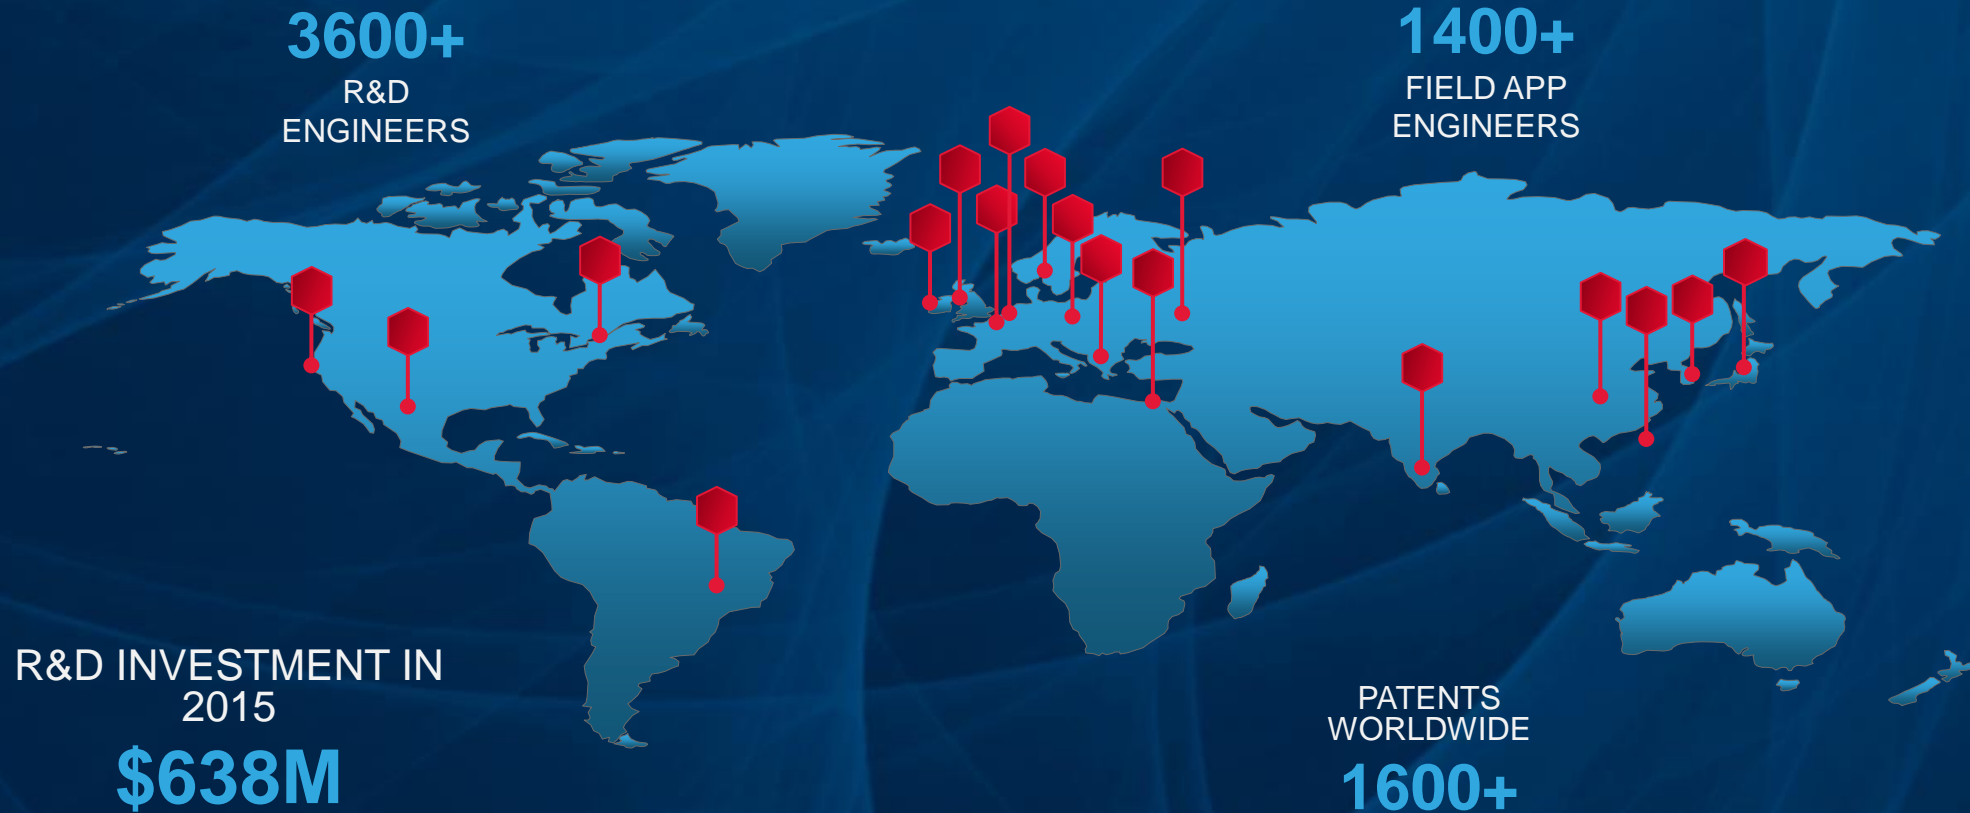 3600+
R&D
ENGINEERS
1400+
FIELD APP
ENGINEERS
R&D INVESTMENT IN
2015
$638M
PATENTS
WORLDWIDE
1600+